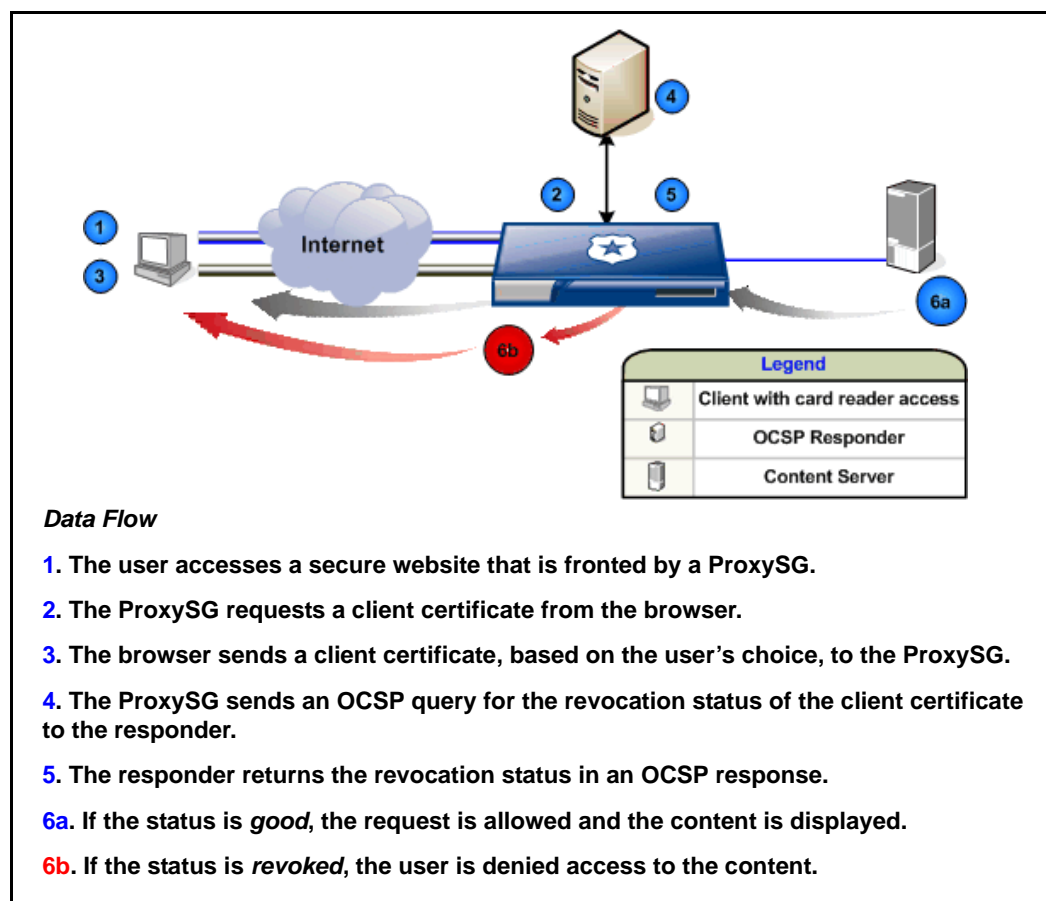 4
2
5
1
Internet
3
6a
6b
Legend
Client with card reader access
OCSP Responder
Content Server
Data Flow
1. The user accesses a secure website that is fronted by a ProxySG.
2. The ProxySG requests a client certificate from the browser.
3. The browser sends a client certificate, based on the user’s choice, to the ProxySG.
4. The ProxySG sends an OCSP query for the revocation status of the client certificate
to the responder.
5. The responder returns the revocation status in an OCSP response.
6a. If the status is good, the request is allowed and the content is displayed.
6b. If the status is revoked, the user is denied access to the content.